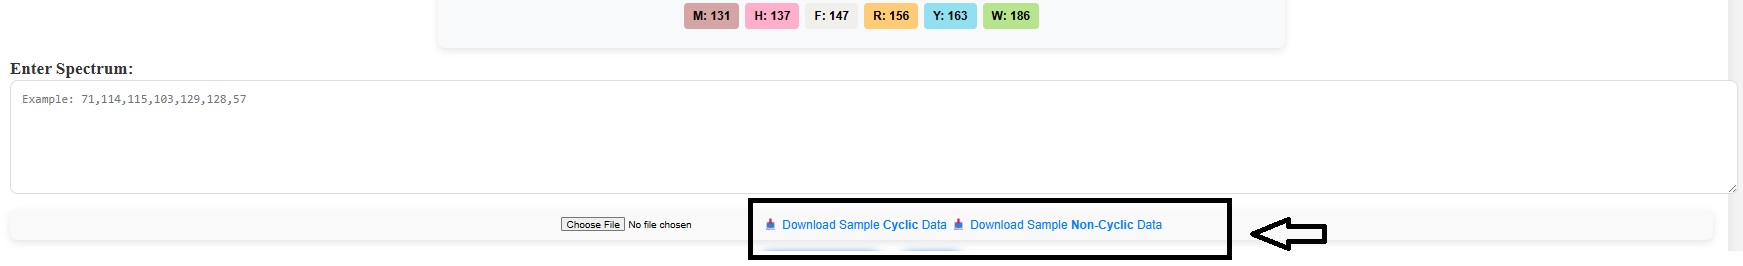 M: 131 H: 137 F: 147 R: 156 Y: 163 W: 186
Enter Spectrum:
Example: 71,114,115,103,129,128,57
Choose File No file chosen Download Sample Cyclic Data Download Sample Non-Cyclic Data